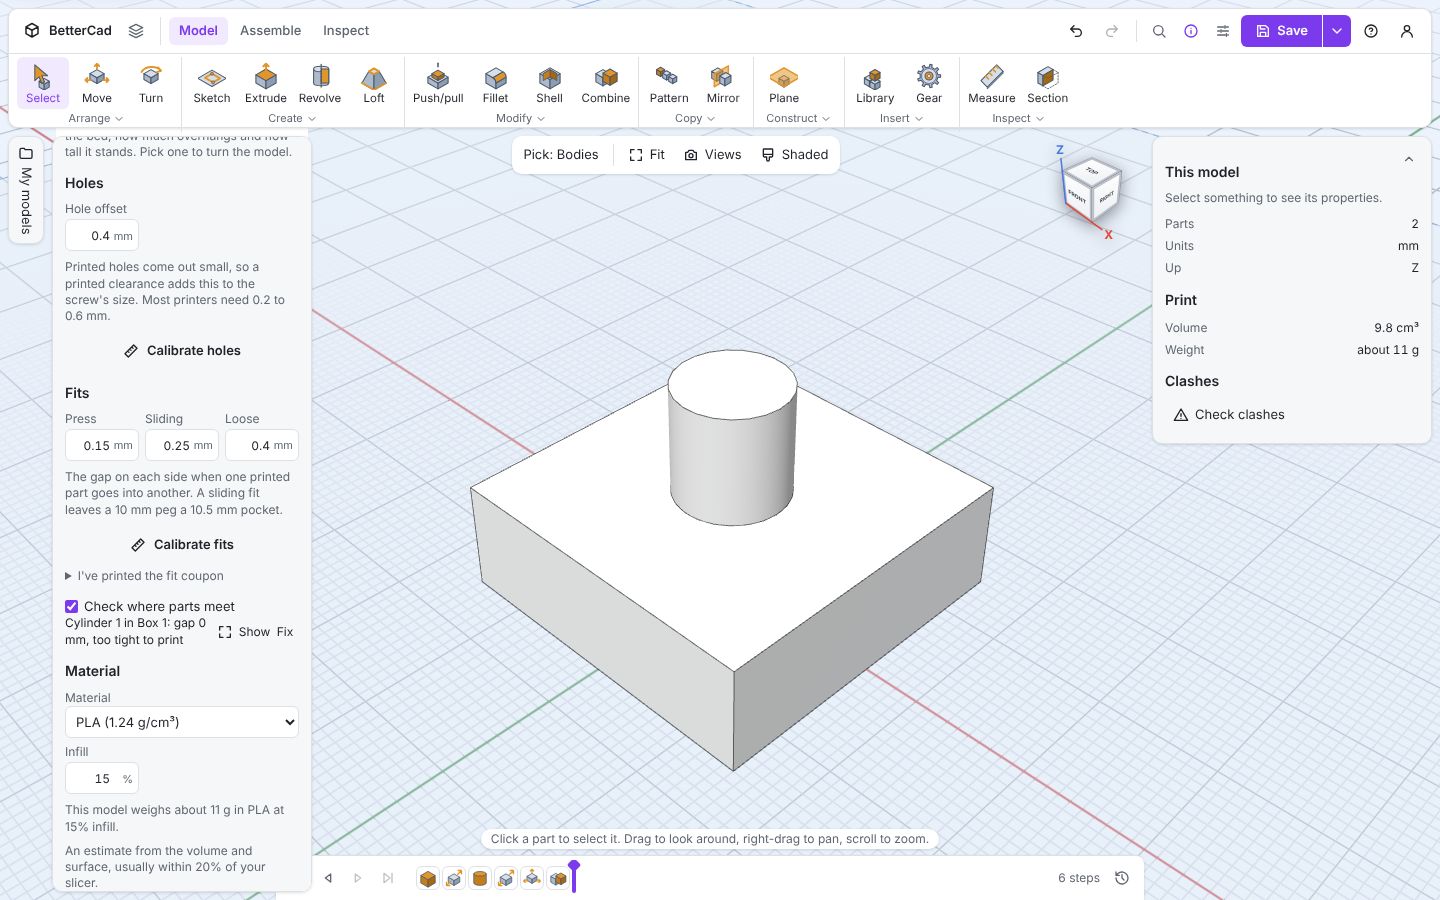 BetterCad
Model
Assemble
Inspect
Save
Select
Move
Turn
Sketch
Extrude
Revolve
Loft
Push/pull
Fillet
Shell
Combine
Pattern
Mirror
Plane
Library
Gear
Measure
Section
Arrange
Create
Modify
Copy
Construct
Insert
Inspect
My models
the bed, how much overhangs and how
tall it stands. Pick one to turn the model.
Holes
Hole offset
0.4 mm
Printed holes come out small, so a
printed clearance adds this to the
screw's size. Most printers need 0.2 to
0.6 mm.
Calibrate holes
Fits
Press Sliding Loose
0.15 mm 0.25 mm 0.4 mm
The gap on each side when one printed
part goes into another. A sliding fit
leaves a 10 mm peg a 10.5 mm pocket.
Calibrate fits
I've printed the fit coupon
Check where parts meet
Cylinder 1 in Box 1: gap 0
mm, too tight to print
Show Fix
Material
Material
PLA (1.24 g/cm³)
Infill
15 %
This model weighs about 11 g in PLA at
15% infill.
An estimate from the volume and
surface, usually within 20% of your
slicer.
Pick: Bodies
Fit
Views
Shaded
Z
TOP
FRONT
RIGHT
X
This model
Select something to see its properties.
Parts 2
Units mm
Up Z
Print
Volume 9.8 cm³
Weight about 11 g
Clashes
Check clashes
Click a part to select it. Drag to look around, right-drag to pan, scroll to zoom.
6 steps